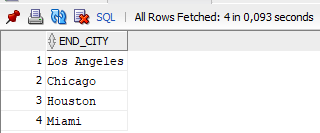 SQL | All Rows Fetched: 4 in 0,093 seconds
END_CITY
1 Los Angeles
2 Chicago
3 Houston
4 Miami